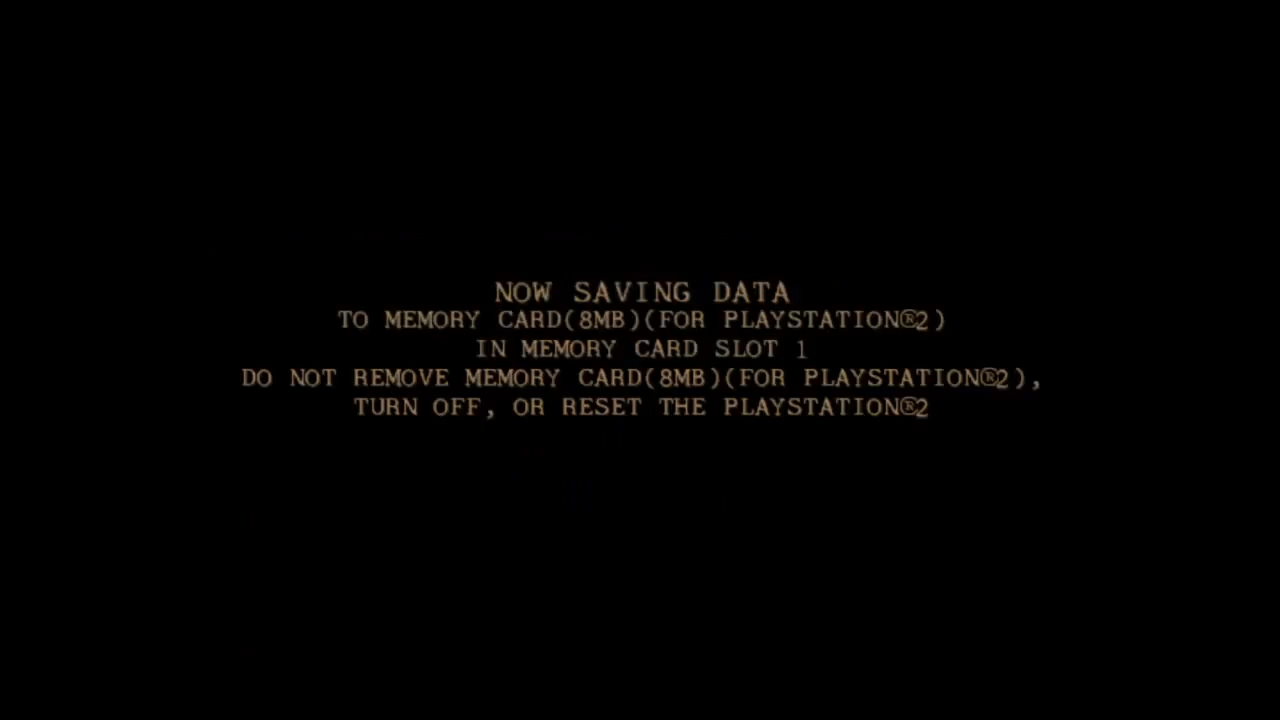 NOW SAVING DATA
TO MEMORY CARD(8MB)(FOR PLAYSTATION®2)
IN MEMORY CARD SLOT 1
DO NOT REMOVE MEMORY CARD(8MB)(FOR PLAYSTATION®2),
TURN OFF, OR RESET THE PLAYSTATION®2